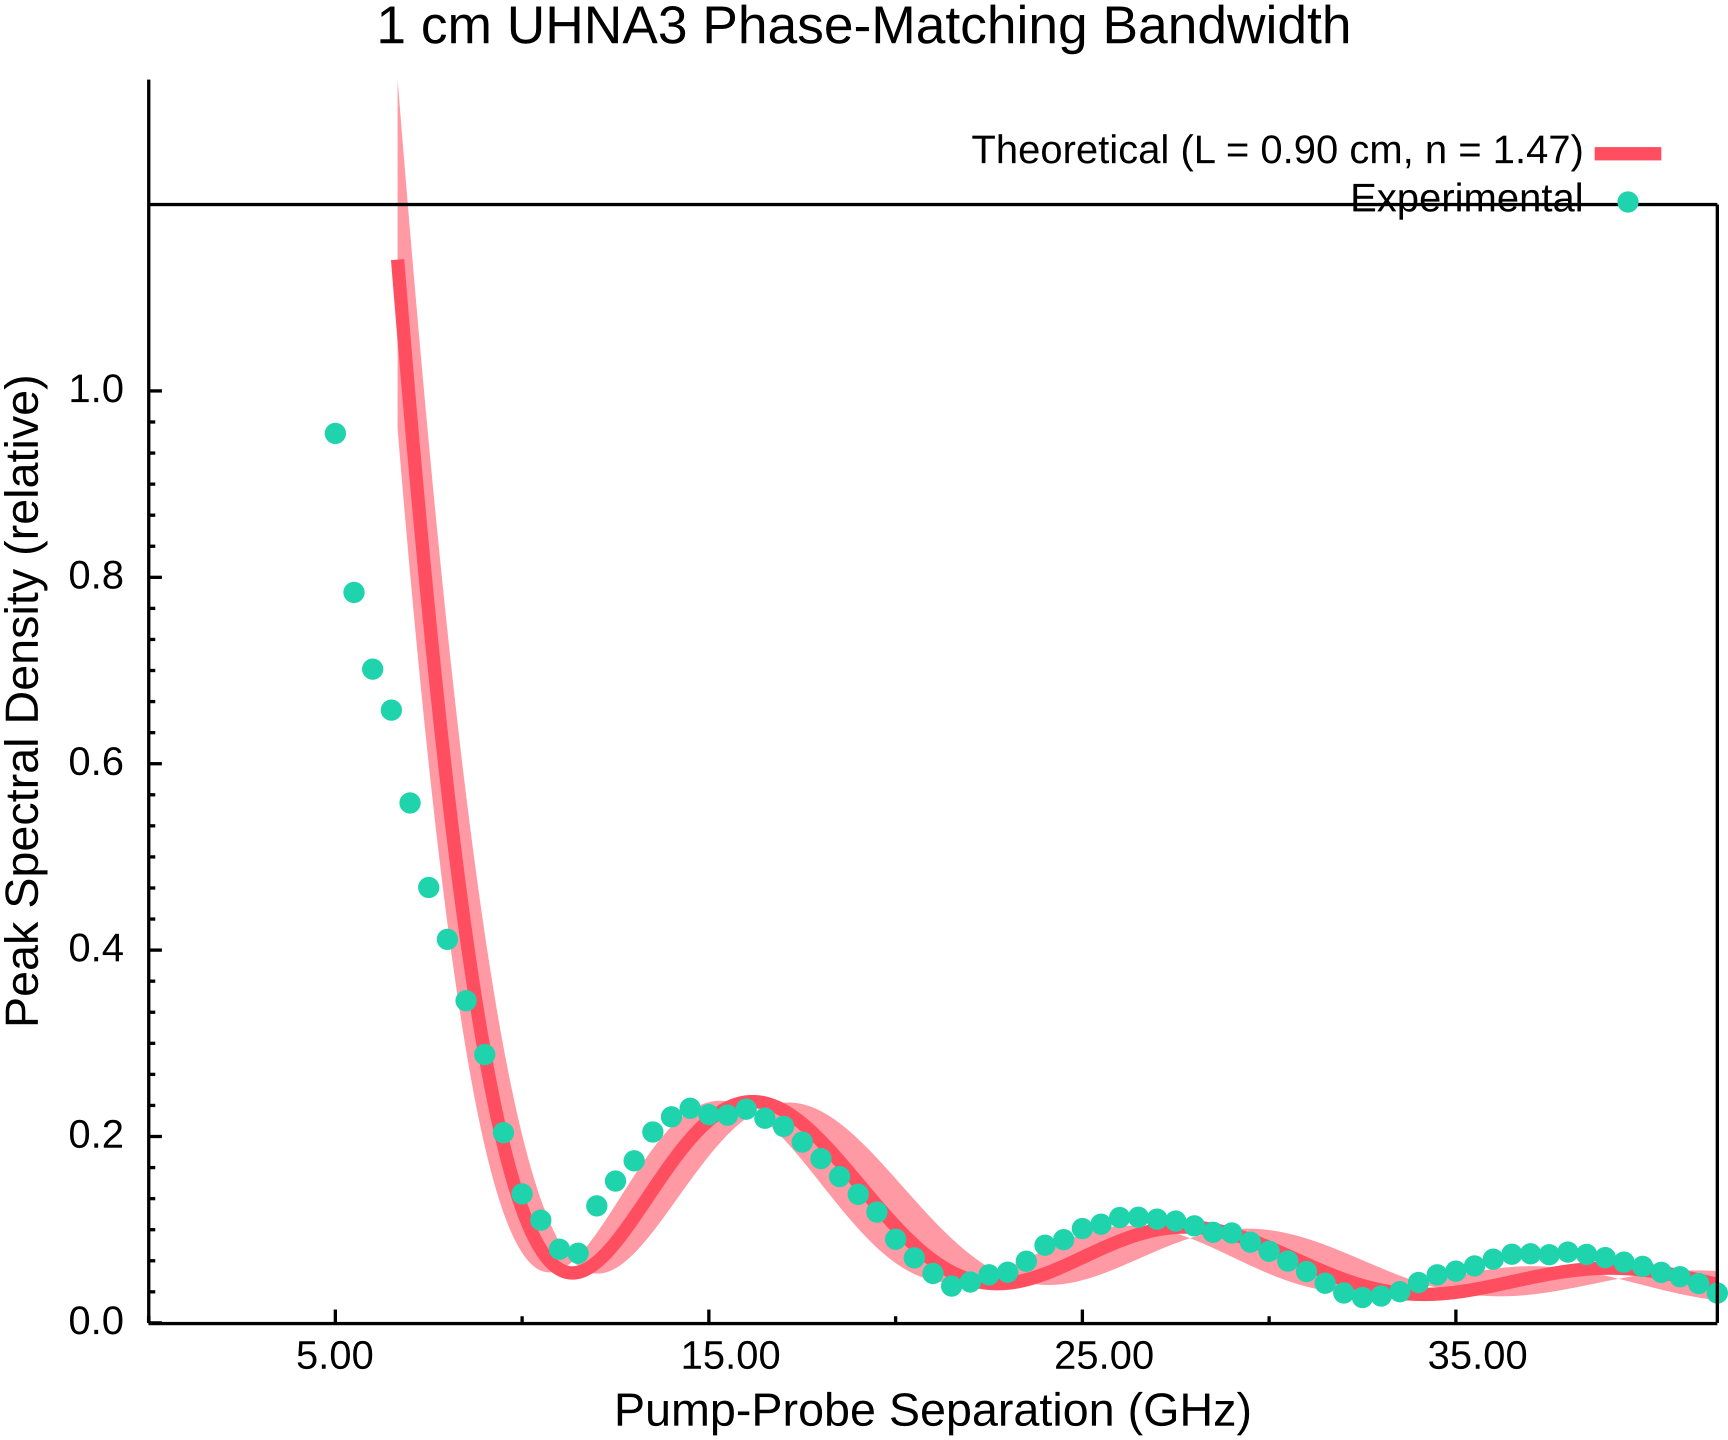 1 cm UHNA3 Phase-Matching Bandwidth
Theoretical (L = 0.90 cm, n = 1.47)
Experimental
1.0
0.8
0.6
0.4
0.2
0.0
Peak Spectral Density (relative)
5.00
15.00
25.00
35.00
Pump-Probe Separation (GHz)